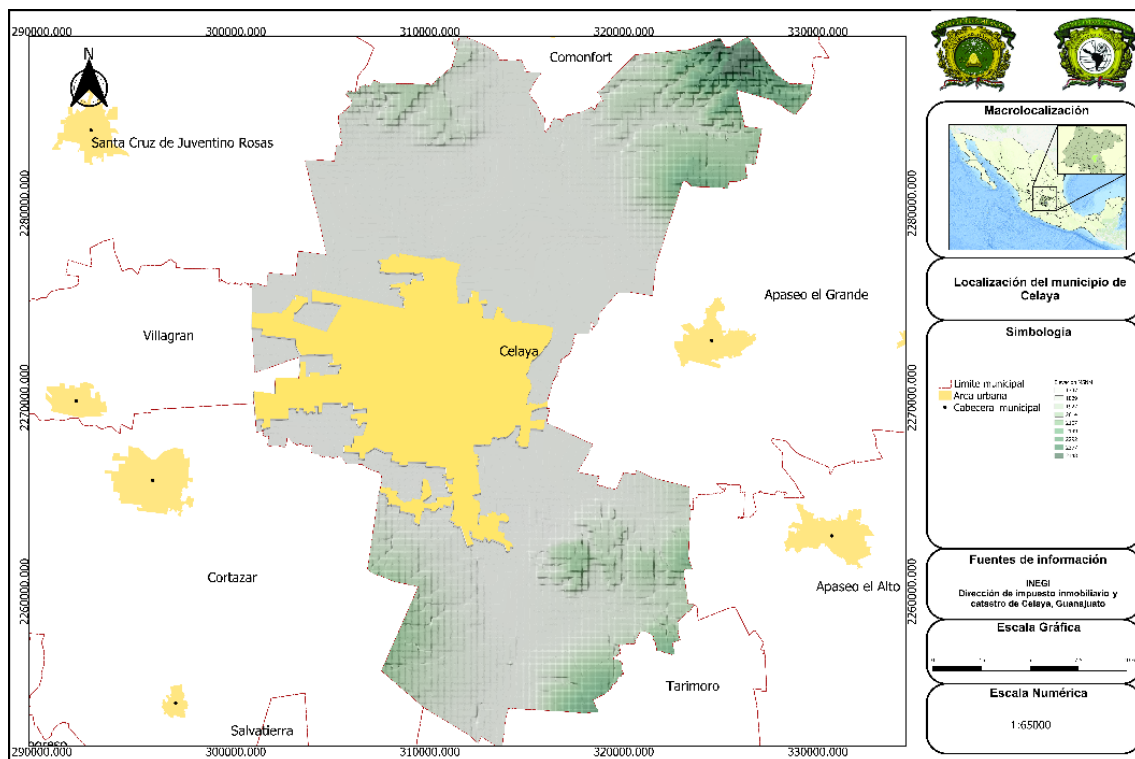 290000.000 300000.000 310000.000 320000.000 330000.000
N
Comonfort
Santa Cruz de Juventino Rosas
2280000.000 2280000.000
Apaseo el Grande
Villagran
Celaya
2270000.000 2270000.000
Cortazar
Apaseo el Alto
2260000.000 2260000.000
Tarimoro
Salvatierra
290000.000 300000.000 310000.000 320000.000 330000.000
Macrolocalización
Localización del municipio de
Celaya
Simbología
Limite municipal
Area urbana
Cabecera municipal
Fuentes de información
INEGI
Dirección de impuesto inmobiliario y
catastro de Celaya, Guanajuato
Escala Gráfica
Escala Numérica
1:65000